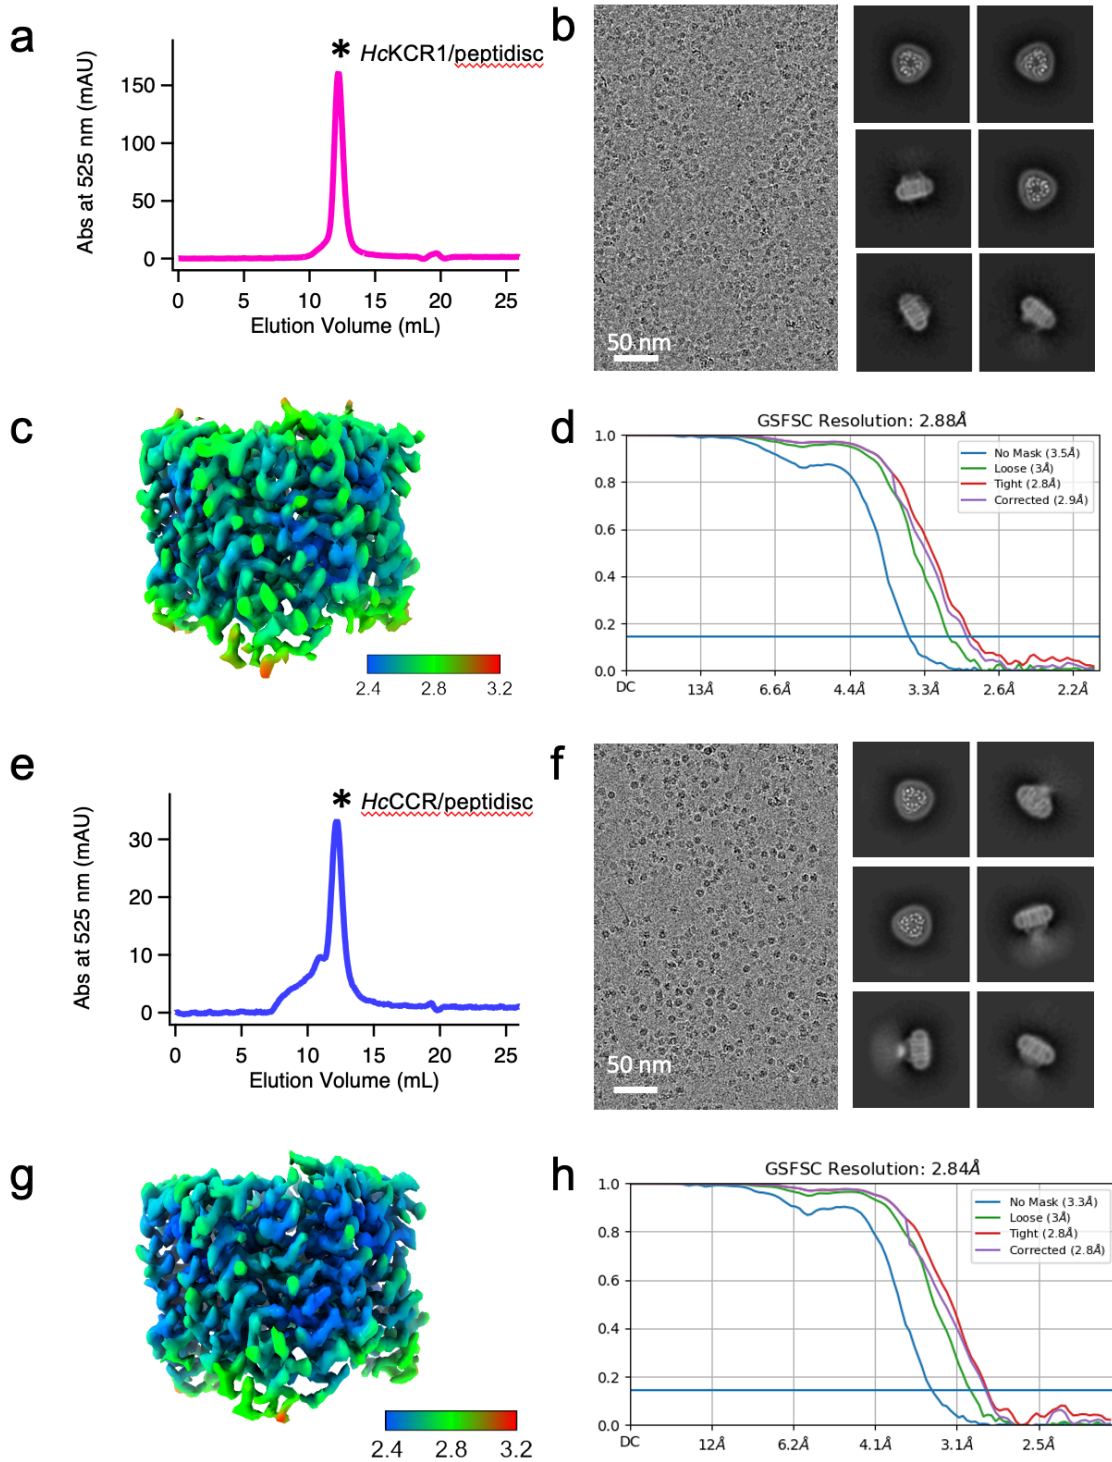 a
* HcKCR1/peptidisc
Abs at 525 nm (mAU)
150
100
50
0
0 5 10 15 20 25
Elution Volume (mL)
b
50 nm
c
2.4 2.8 3.2
d
GSFSC Resolution: 2.88Å
1.0
0.8
0.6
0.4
0.2
0.0
No Mask (3.5Å)
Loose (3Å)
Tight (2.8Å)
Corrected (2.9Å)
DC 13Å 6.6Å 4.4Å 3.3Å 2.6Å 2.2Å
e
* HcCCR/peptidisc
Abs at 525 nm (mAU)
30
20
10
0
0 5 10 15 20 25
Elution Volume (mL)
f
50 nm
g
2.4 2.8 3.2
h
GSFSC Resolution: 2.84Å
1.0
0.8
0.6
0.4
0.2
0.0
No Mask (3.3Å)
Loose (3Å)
Tight (2.8Å)
Corrected (2.8Å)
DC 12Å 6.2Å 4.1Å 3.1Å 2.5Å